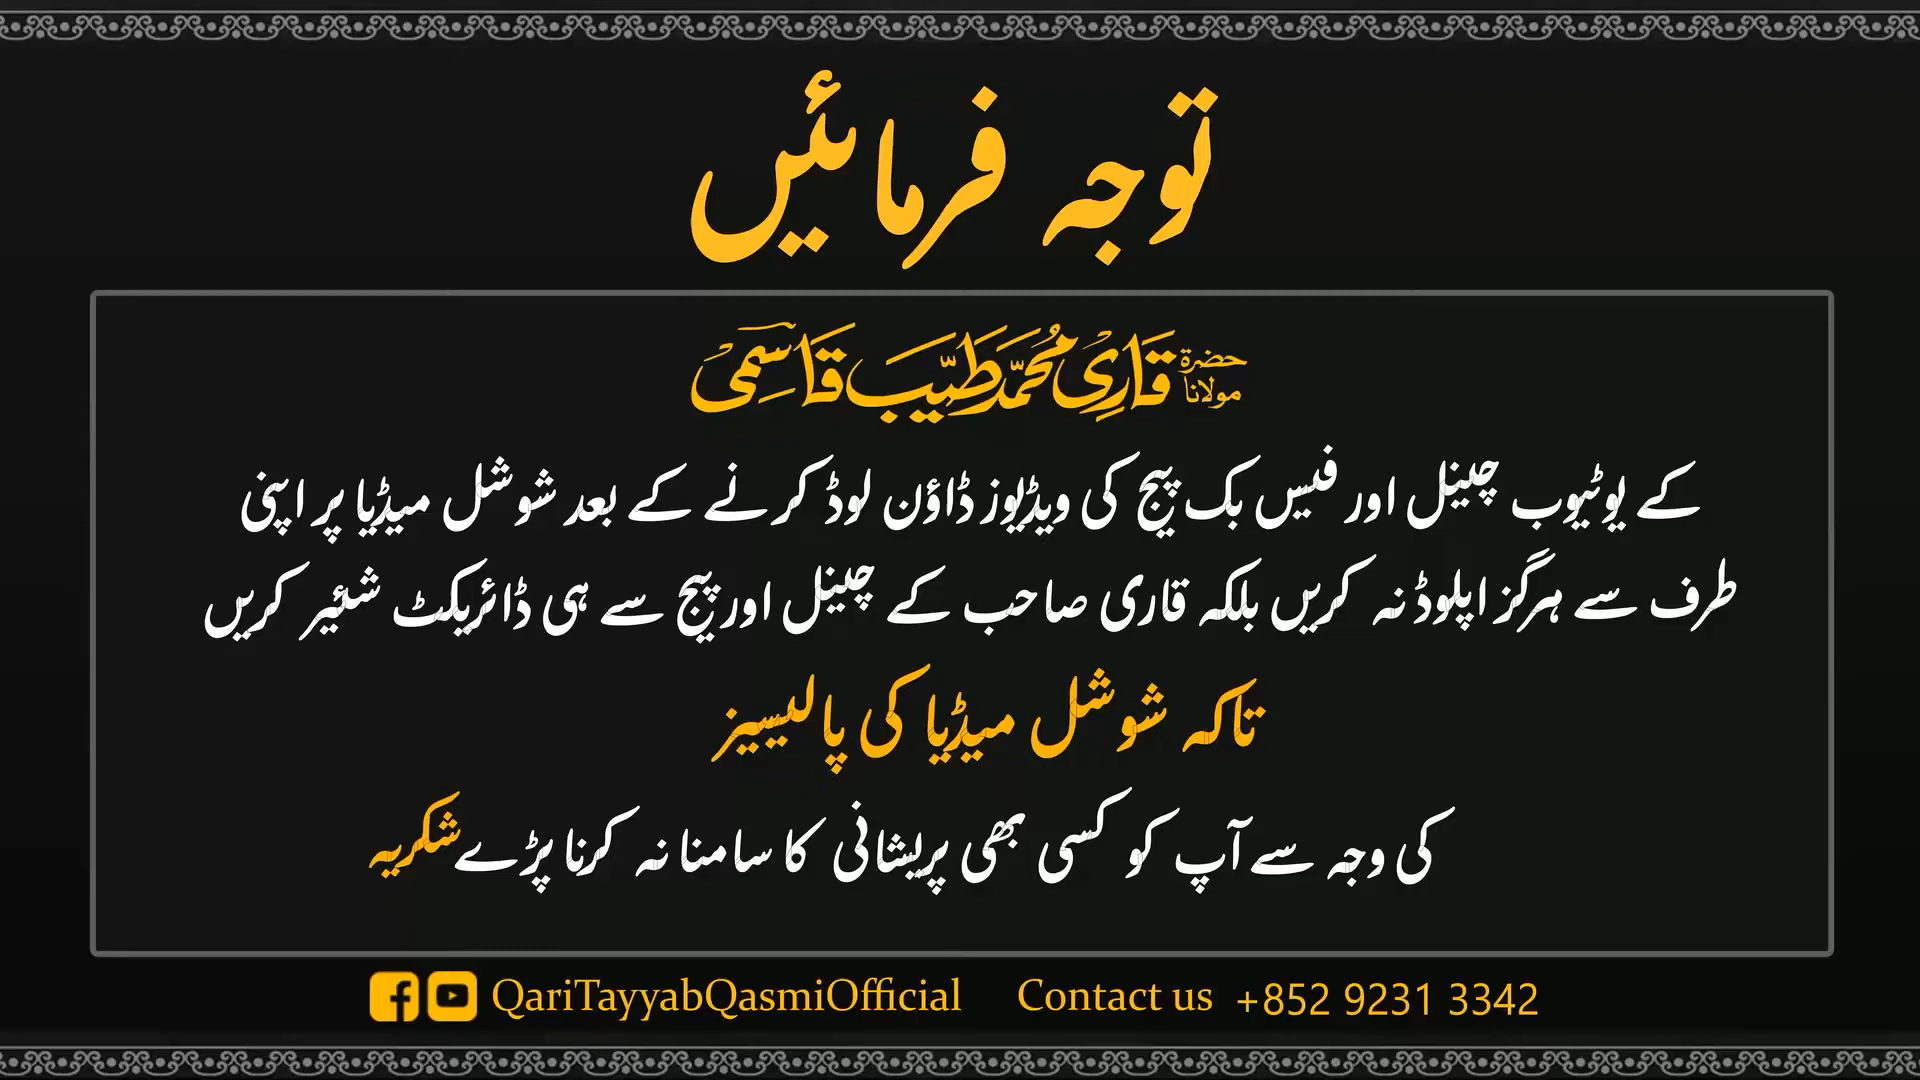 توجہ فرمائیں
حضرۃ مولانا قاری محمد طیب قاسمی
کے یوٹیوب چینل اور فیس بک پیج کی ویڈیوز ڈاؤن لوڈ کرنے کے بعد شوشل میڈیا پر اپنی
طرف سے ہرگز اپلوڈ نہ کریں بلکہ قاری صاحب کے چینل اور پیج سے ہی ڈائریکٹ شئیر کریں
تاکہ شوشل میڈیا کی پالیسیز
کی وجہ سے آپ کو کسی بھی پریشانی کا سامنا نہ کرنا پڑے شکریہ
QariTayyabQasmiOfficial Contact us +852 9231 3342